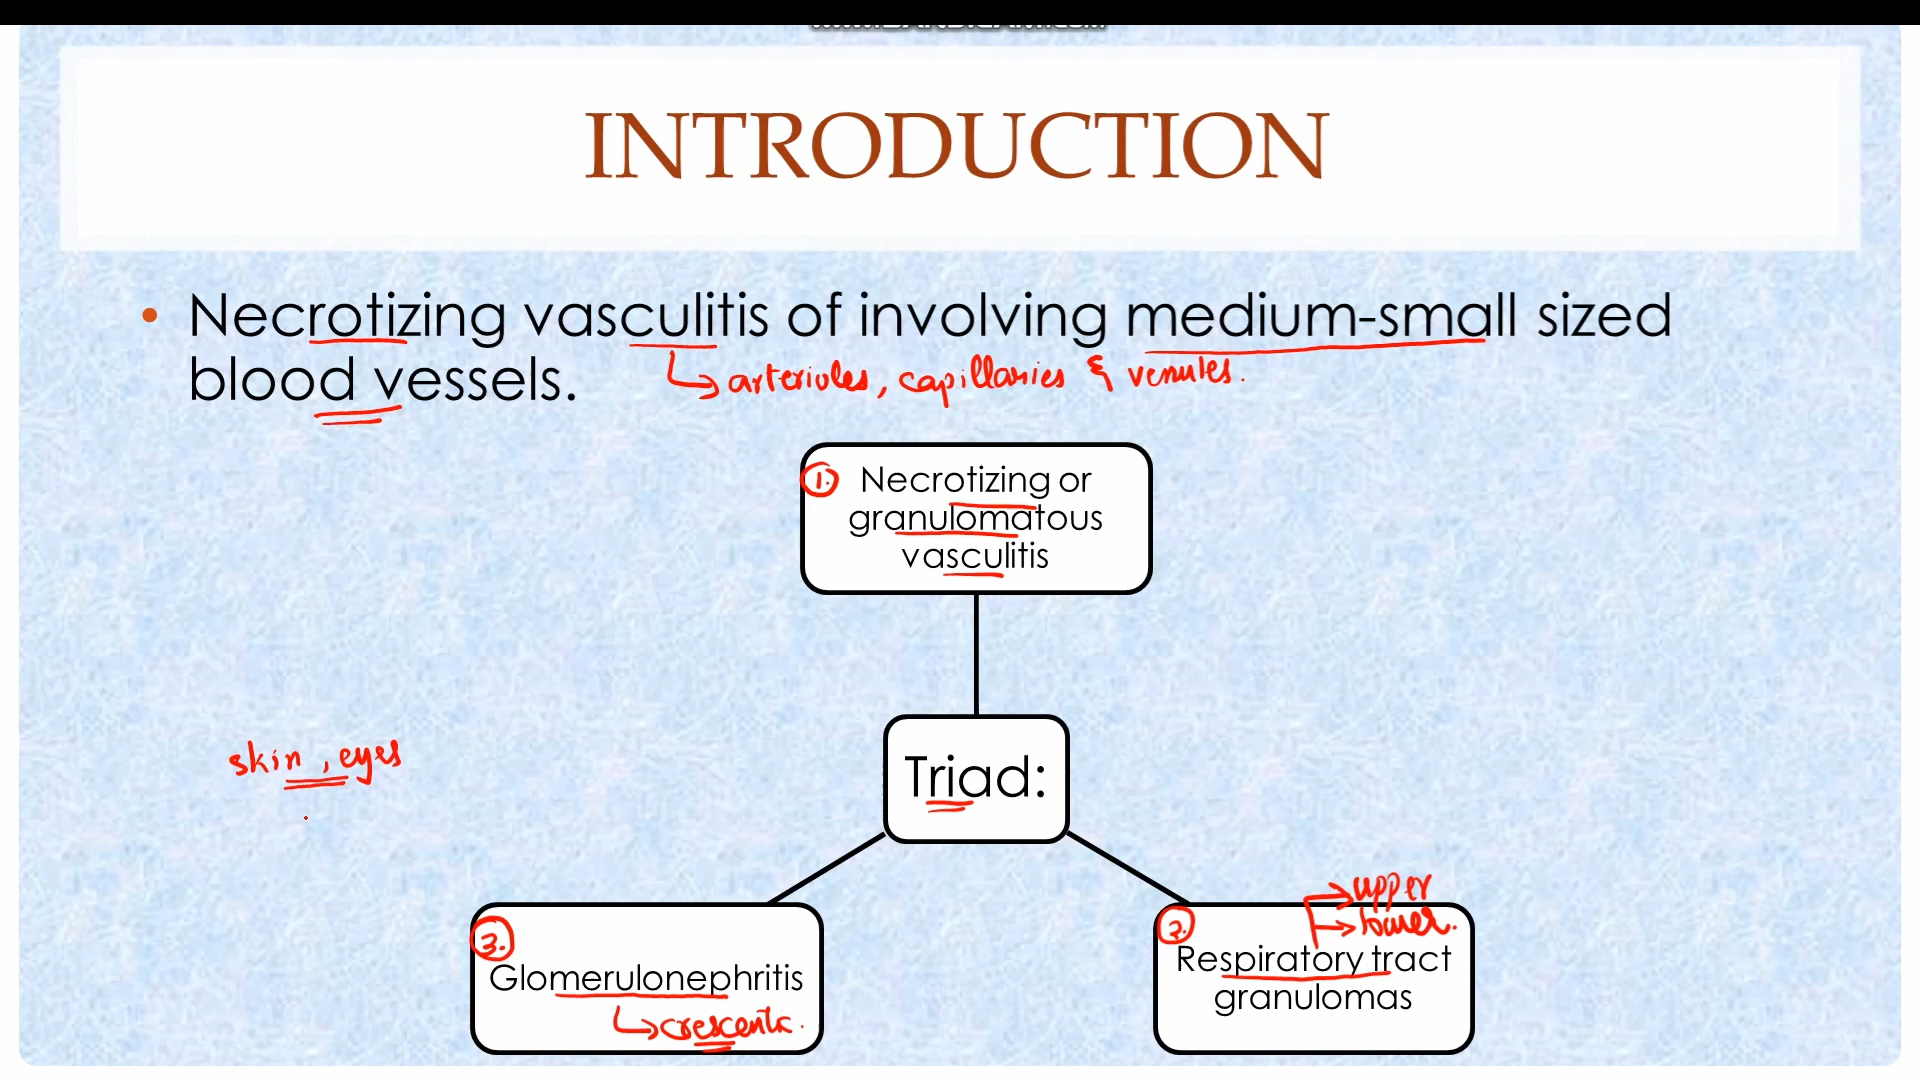 INTRODUCTION
• Necrotizing vasculitis of involving medium-small sized
blood vessels.
↳ arterioles, capillaries & venules.
1.
Necrotizing or
granulomatous
vasculitis
skin, eyes
Triad:
3.
Glomerulonephritis
↳ crescentic.
→ upper
→ lower.
2.
Respiratory tract
granulomas